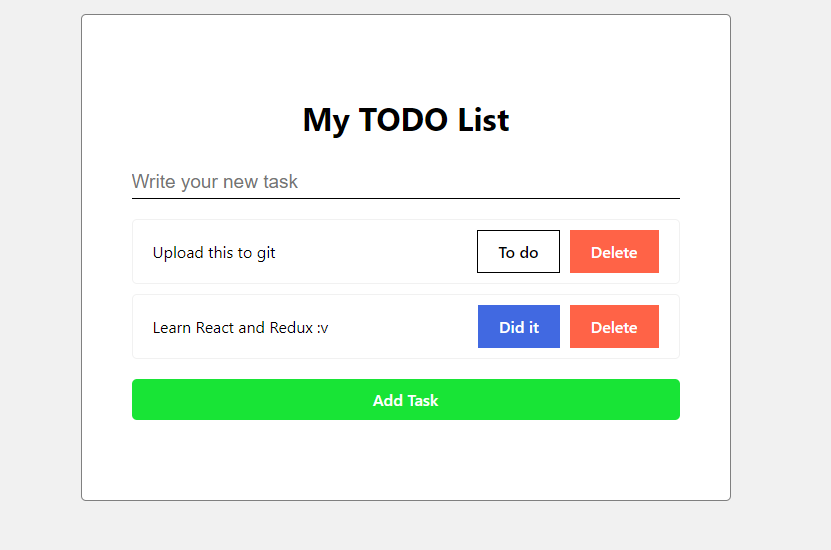 My TODO List
Write your new task
Upload this to git To do Delete
Learn React and Redux :v Did it Delete
Add Task